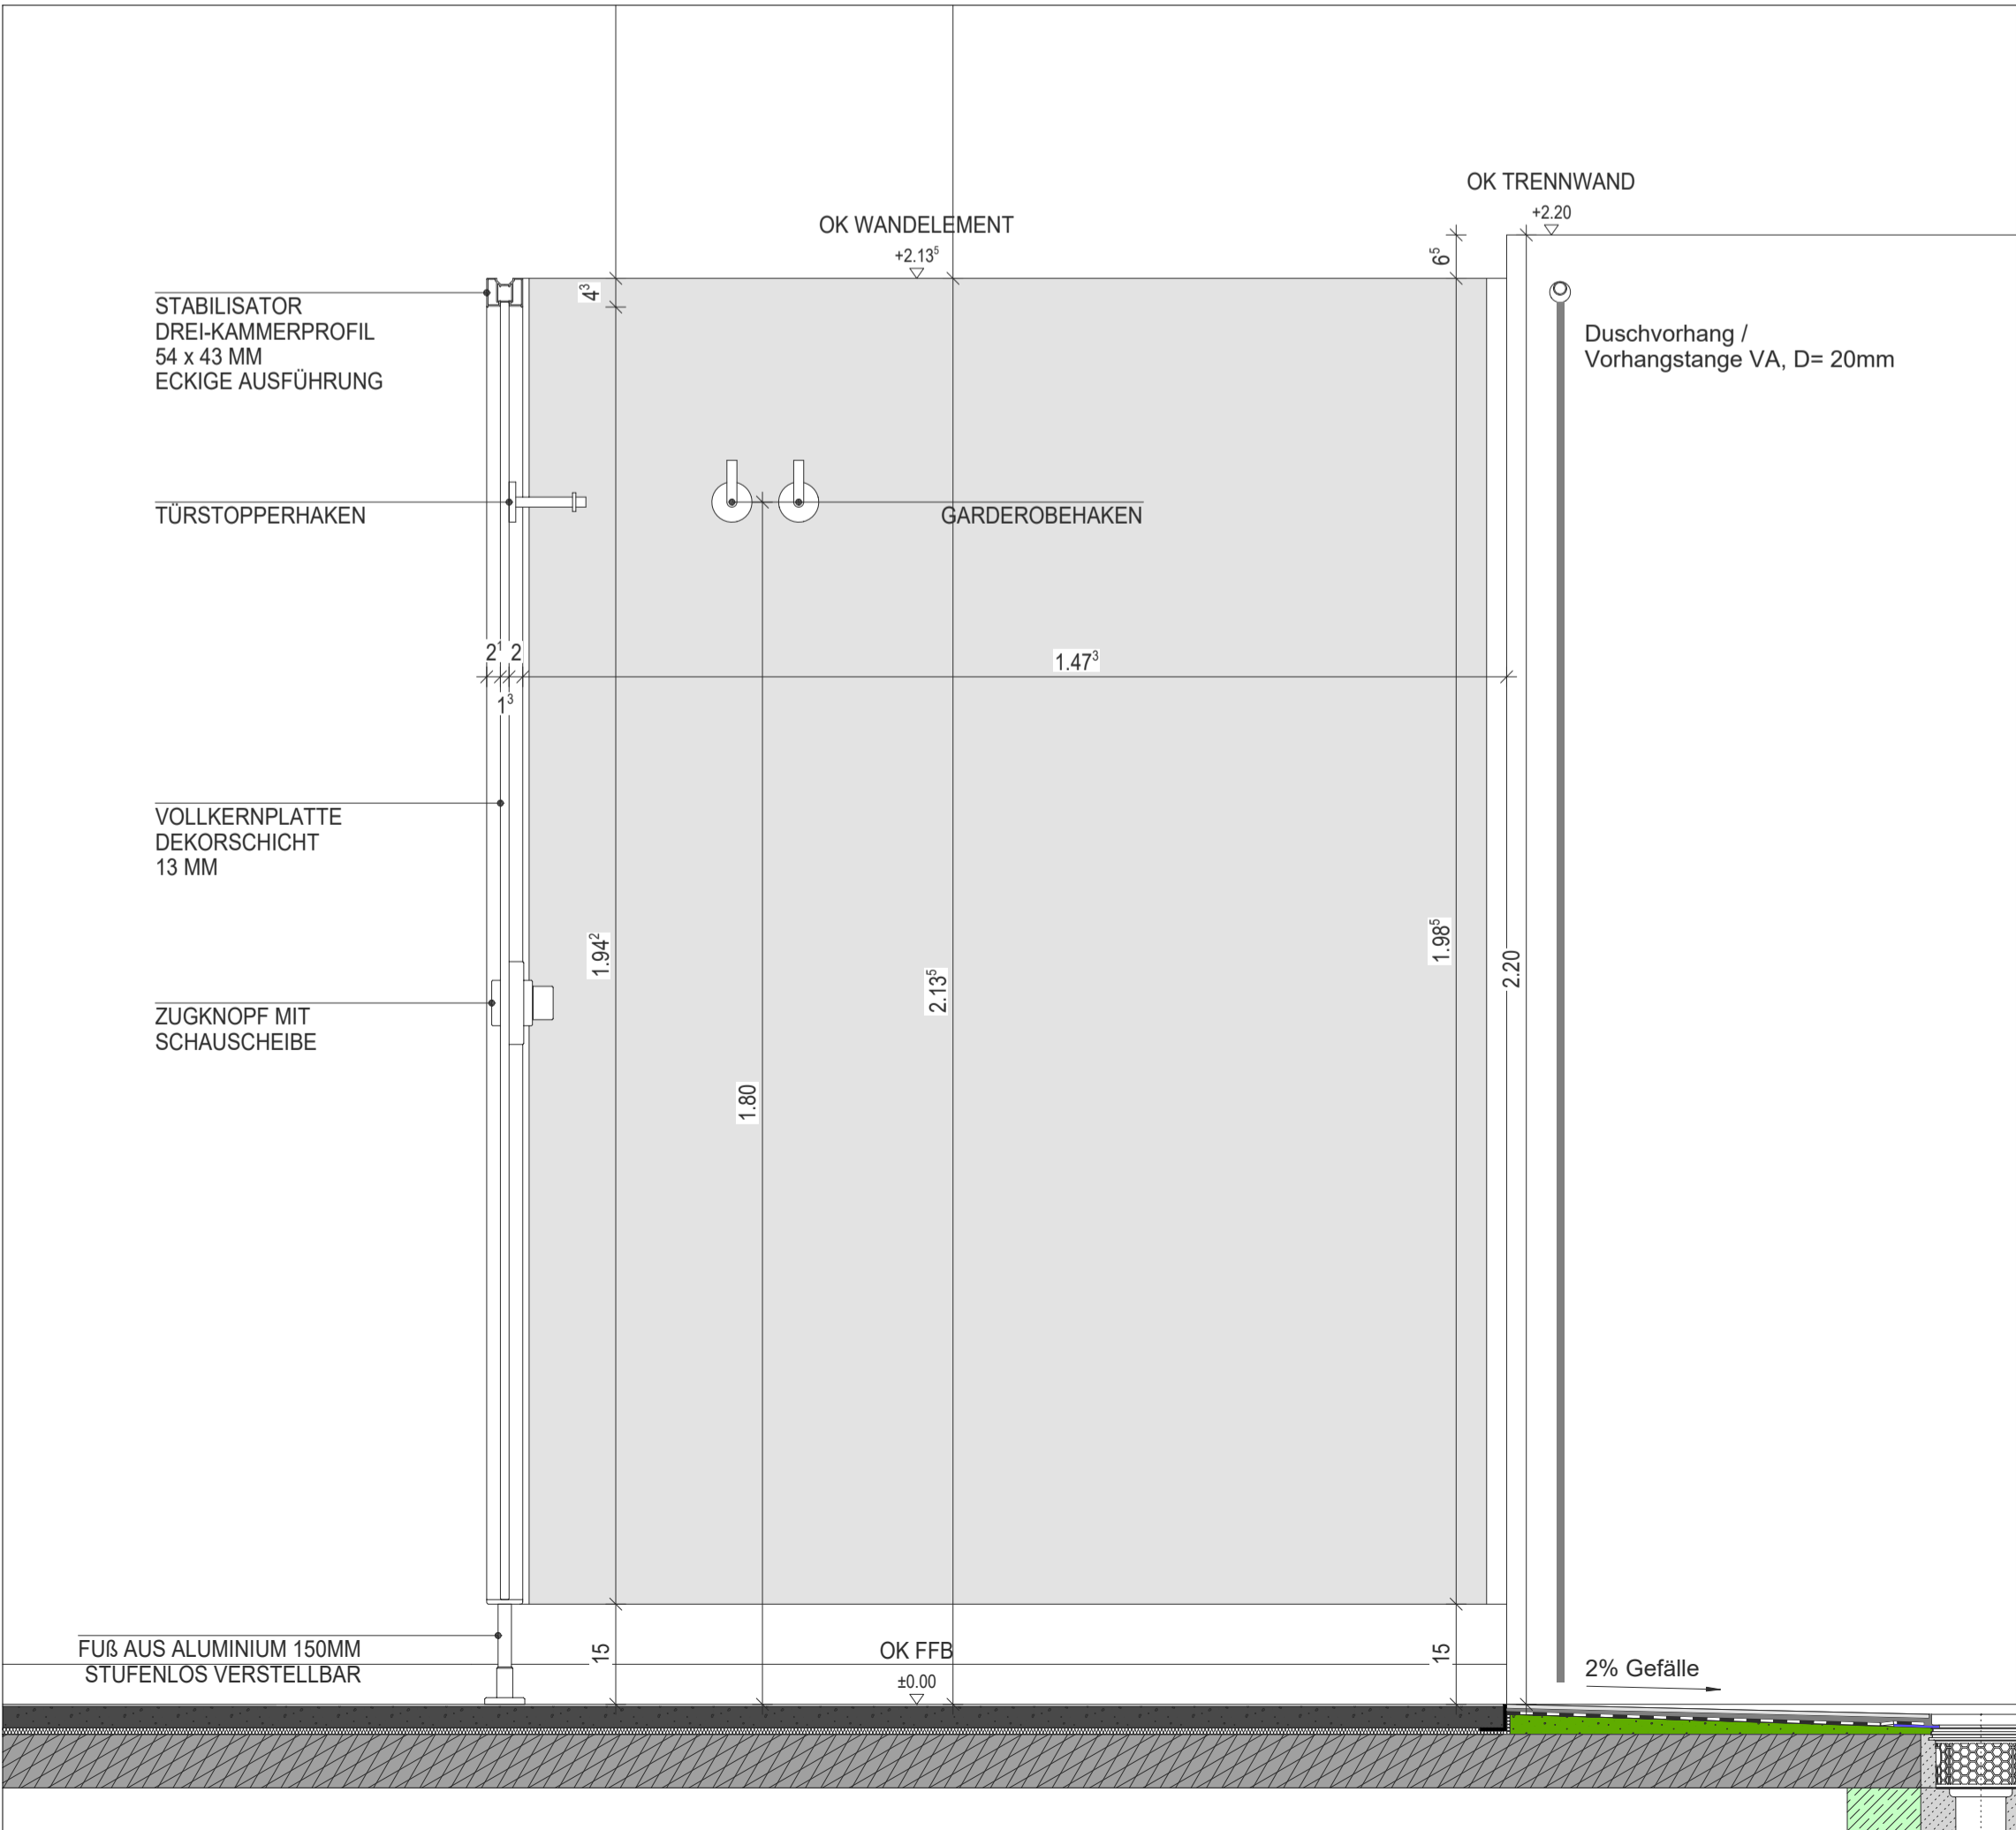 OK TRENNWAND
+2.20
OK WANDELEMENT
+2.13⁵
6⁵
4³
STABILISATOR
DREI-KAMMERPROFIL
54 x 43 MM
ECKIGE AUSFÜHRUNG
Duschvorhang /
Vorhangstange VA, D= 20mm
TÜRSTOPPERHAKEN
GARDEROBEHAKEN
2¹ 2
1.47³
1³
VOLLKERNPLATTE
DEKORSCHICHT
13 MM
1.94²
2.13⁵
1.98⁵
2.20
ZUGKNOPF MIT
SCHAUSCHEIBE
1.80
FUß AUS ALUMINIUM 150MM
STUFENLOS VERSTELLBAR
15
OK FFB
±0.00
15
2% Gefälle